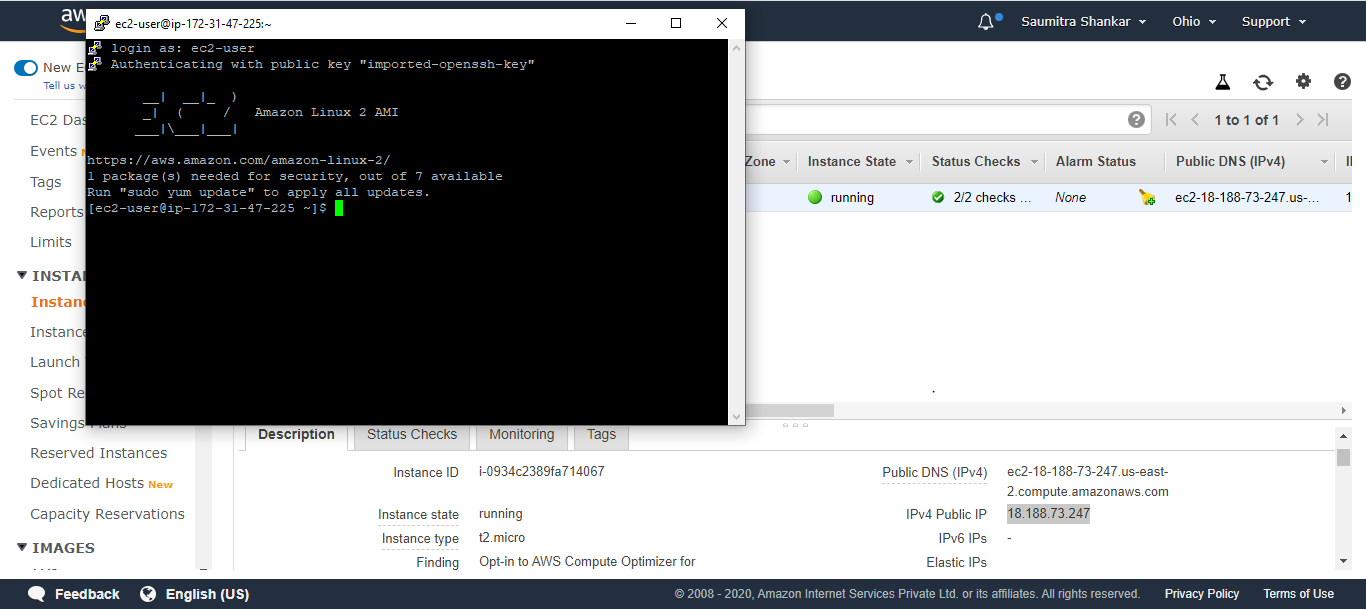 aw
Saumitra Shankar
Ohio
Support
ec2-user@ip-172-31-47-225:~
login as: ec2-user
Authenticating with public key "imported-openssh-key"
__| __|_ )
_| ( / Amazon Linux 2 AMI
___|\___|___|
https://aws.amazon.com/amazon-linux-2/
1 package(s) needed for security, out of 7 available
Run "sudo yum update" to apply all updates.
[ec2-user@ip-172-31-47-225 ~]$
New E
Tell us w
EC2 Das
Events
Tags
Reports
Limits
INSTAN
Instanc
Instance
Launch
Spot Re
Savings Plans
Reserved Instances
Dedicated Hosts New
Capacity Reservations
IMAGES
1 to 1 of 1
Zone
Instance State
Status Checks
Alarm Status
Public DNS (IPv4)
running
2/2 checks ...
None
ec2-18-188-73-247.us-...
1
Description
Status Checks
Monitoring
Tags
Instance ID i-0934c2389fa714067
Instance state running
Instance type t2.micro
Finding Opt-in to AWS Compute Optimizer for
Public DNS (IPv4) ec2-18-188-73-247.us-east-
2.compute.amazonaws.com
IPv4 Public IP 18.188.73.247
IPv6 IPs -
Elastic IPs
Feedback
English (US)
© 2008 - 2020, Amazon Internet Services Private Ltd. or its affiliates. All rights reserved.
Privacy Policy
Terms of Use